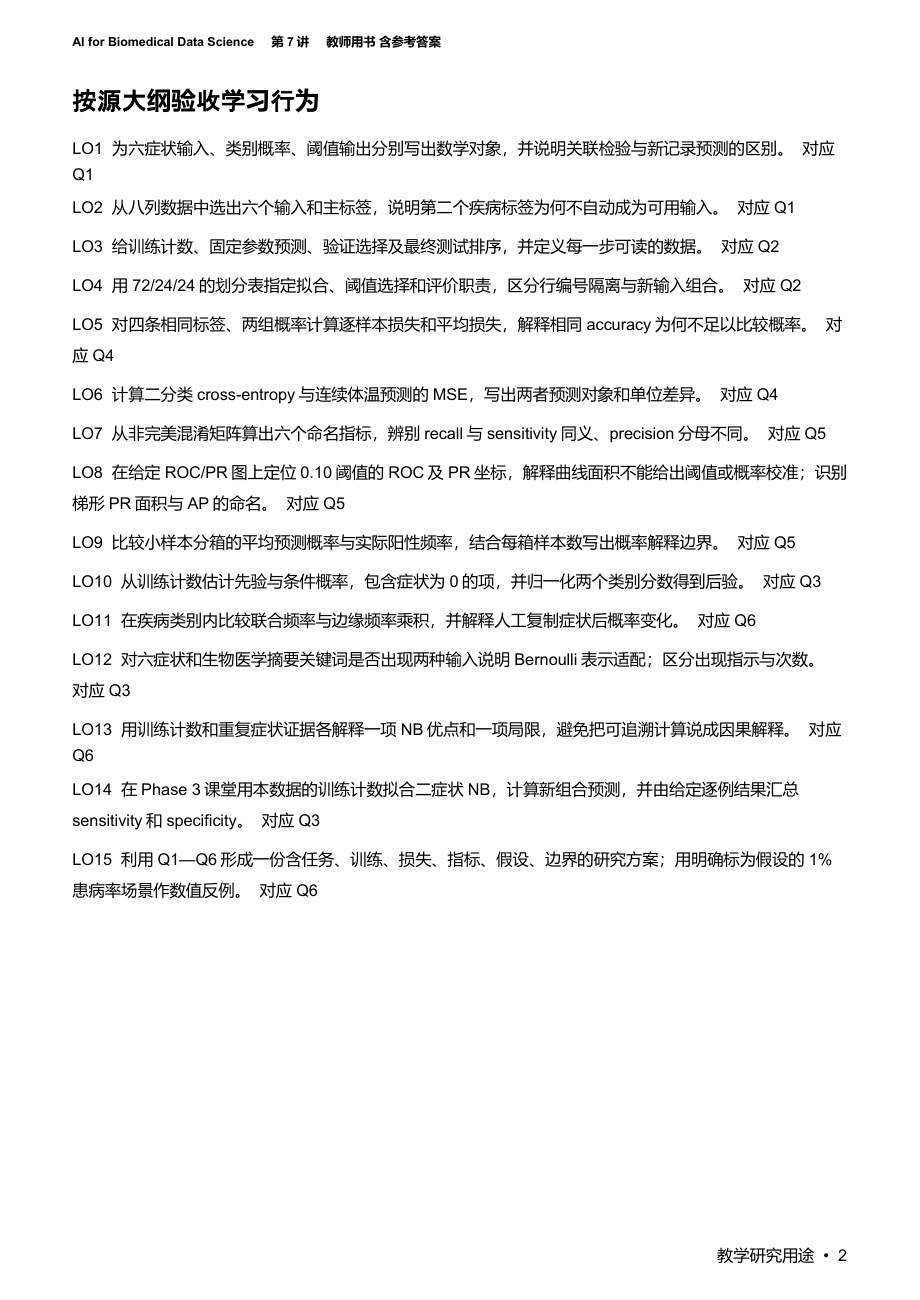 AI for Biomedical Data Science 第 7 讲 教师用书 含参考答案
按源大纲验收学习行为
LO1 为六症状输入、类别概率、阈值输出分别写出数学对象，并说明关联检验与新记录预测的区别。 对应
Q1
LO2 从八列数据中选出六个输入和主标签，说明第二个疾病标签为何不自动成为可用输入。 对应 Q1
LO3 给训练计数、固定参数预测、验证选择及最终测试排序，并定义每一步可读的数据。 对应 Q2
LO4 用 72/24/24 的划分表指定拟合、阈值选择和评价职责，区分行编号隔离与新输入组合。 对应 Q2
LO5 对四条相同标签、两组概率计算逐样本损失和平均损失，解释相同 accuracy 为何不足以比较概率。 对
应 Q4
LO6 计算二分类 cross-entropy 与连续体温预测的 MSE，写出两者预测对象和单位差异。 对应 Q4
LO7 从非完美混淆矩阵算出六个命名指标，辨别 recall 与 sensitivity 同义、precision 分母不同。 对应 Q5
LO8 在给定 ROC/PR 图上定位 0.10 阈值的 ROC 及 PR 坐标，解释曲线面积不能给出阈值或概率校准；识别
梯形 PR 面积与 AP 的命名。 对应 Q5
LO9 比较小样本分箱的平均预测概率与实际阳性频率，结合每箱样本数写出概率解释边界。 对应 Q5
LO10 从训练计数估计先验与条件概率，包含症状为 0 的项，并归一化两个类别分数得到后验。 对应 Q3
LO11 在疾病类别内比较联合频率与边缘频率乘积，并解释人工复制症状后概率变化。 对应 Q6
LO12 对六症状和生物医学摘要关键词是否出现两种输入说明 Bernoulli 表示适配；区分出现指示与次数。
对应 Q3
LO13 用训练计数和重复症状证据各解释一项 NB 优点和一项局限，避免把可追溯计算说成因果解释。 对应
Q6
LO14 在 Phase 3 课堂用本数据的训练计数拟合二症状 NB，计算新组合预测，并由给定逐例结果汇总
sensitivity 和 specificity。 对应 Q3
LO15 利用 Q1—Q6 形成一份含任务、训练、损失、指标、假设、边界的研究方案；用明确标为假设的 1%
患病率场景作数值反例。 对应 Q6
教学研究用途 • 2